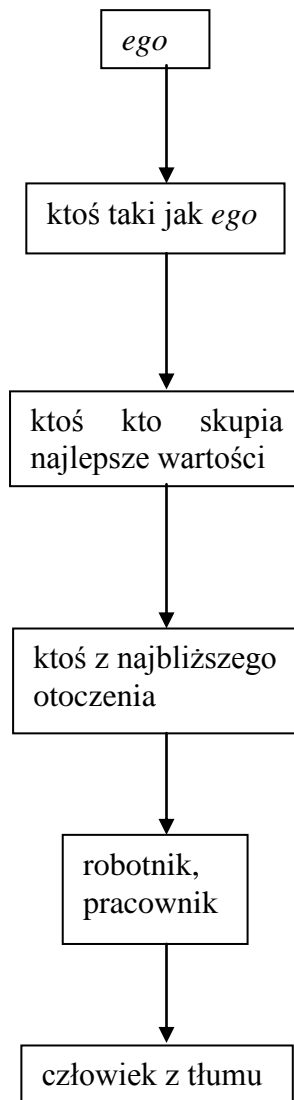 ego
ktoś taki jak ego
ktoś kto skupia
najlepsze wartości
ktoś z najbliższego
otoczenia
robotnik,
pracownik
człowiek z tłumu